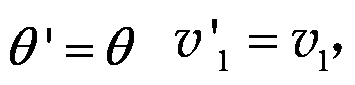 θ' = θ v'₁ = v₁,